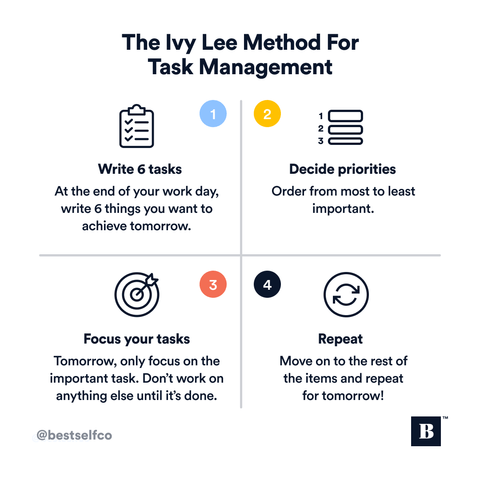 The Ivy Lee Method For
Task Management
1
Write 6 tasks
At the end of your work day,
write 6 things you want to
achieve tomorrow.
2
1
2
3
Decide priorities
Order from most to least
important.
3
Focus your tasks
Tomorrow, only focus on the
important task. Don't work on
anything else until it's done.
4
Repeat
Move on to the rest of
the items and repeat
for tomorrow!
@bestselfco
B ™